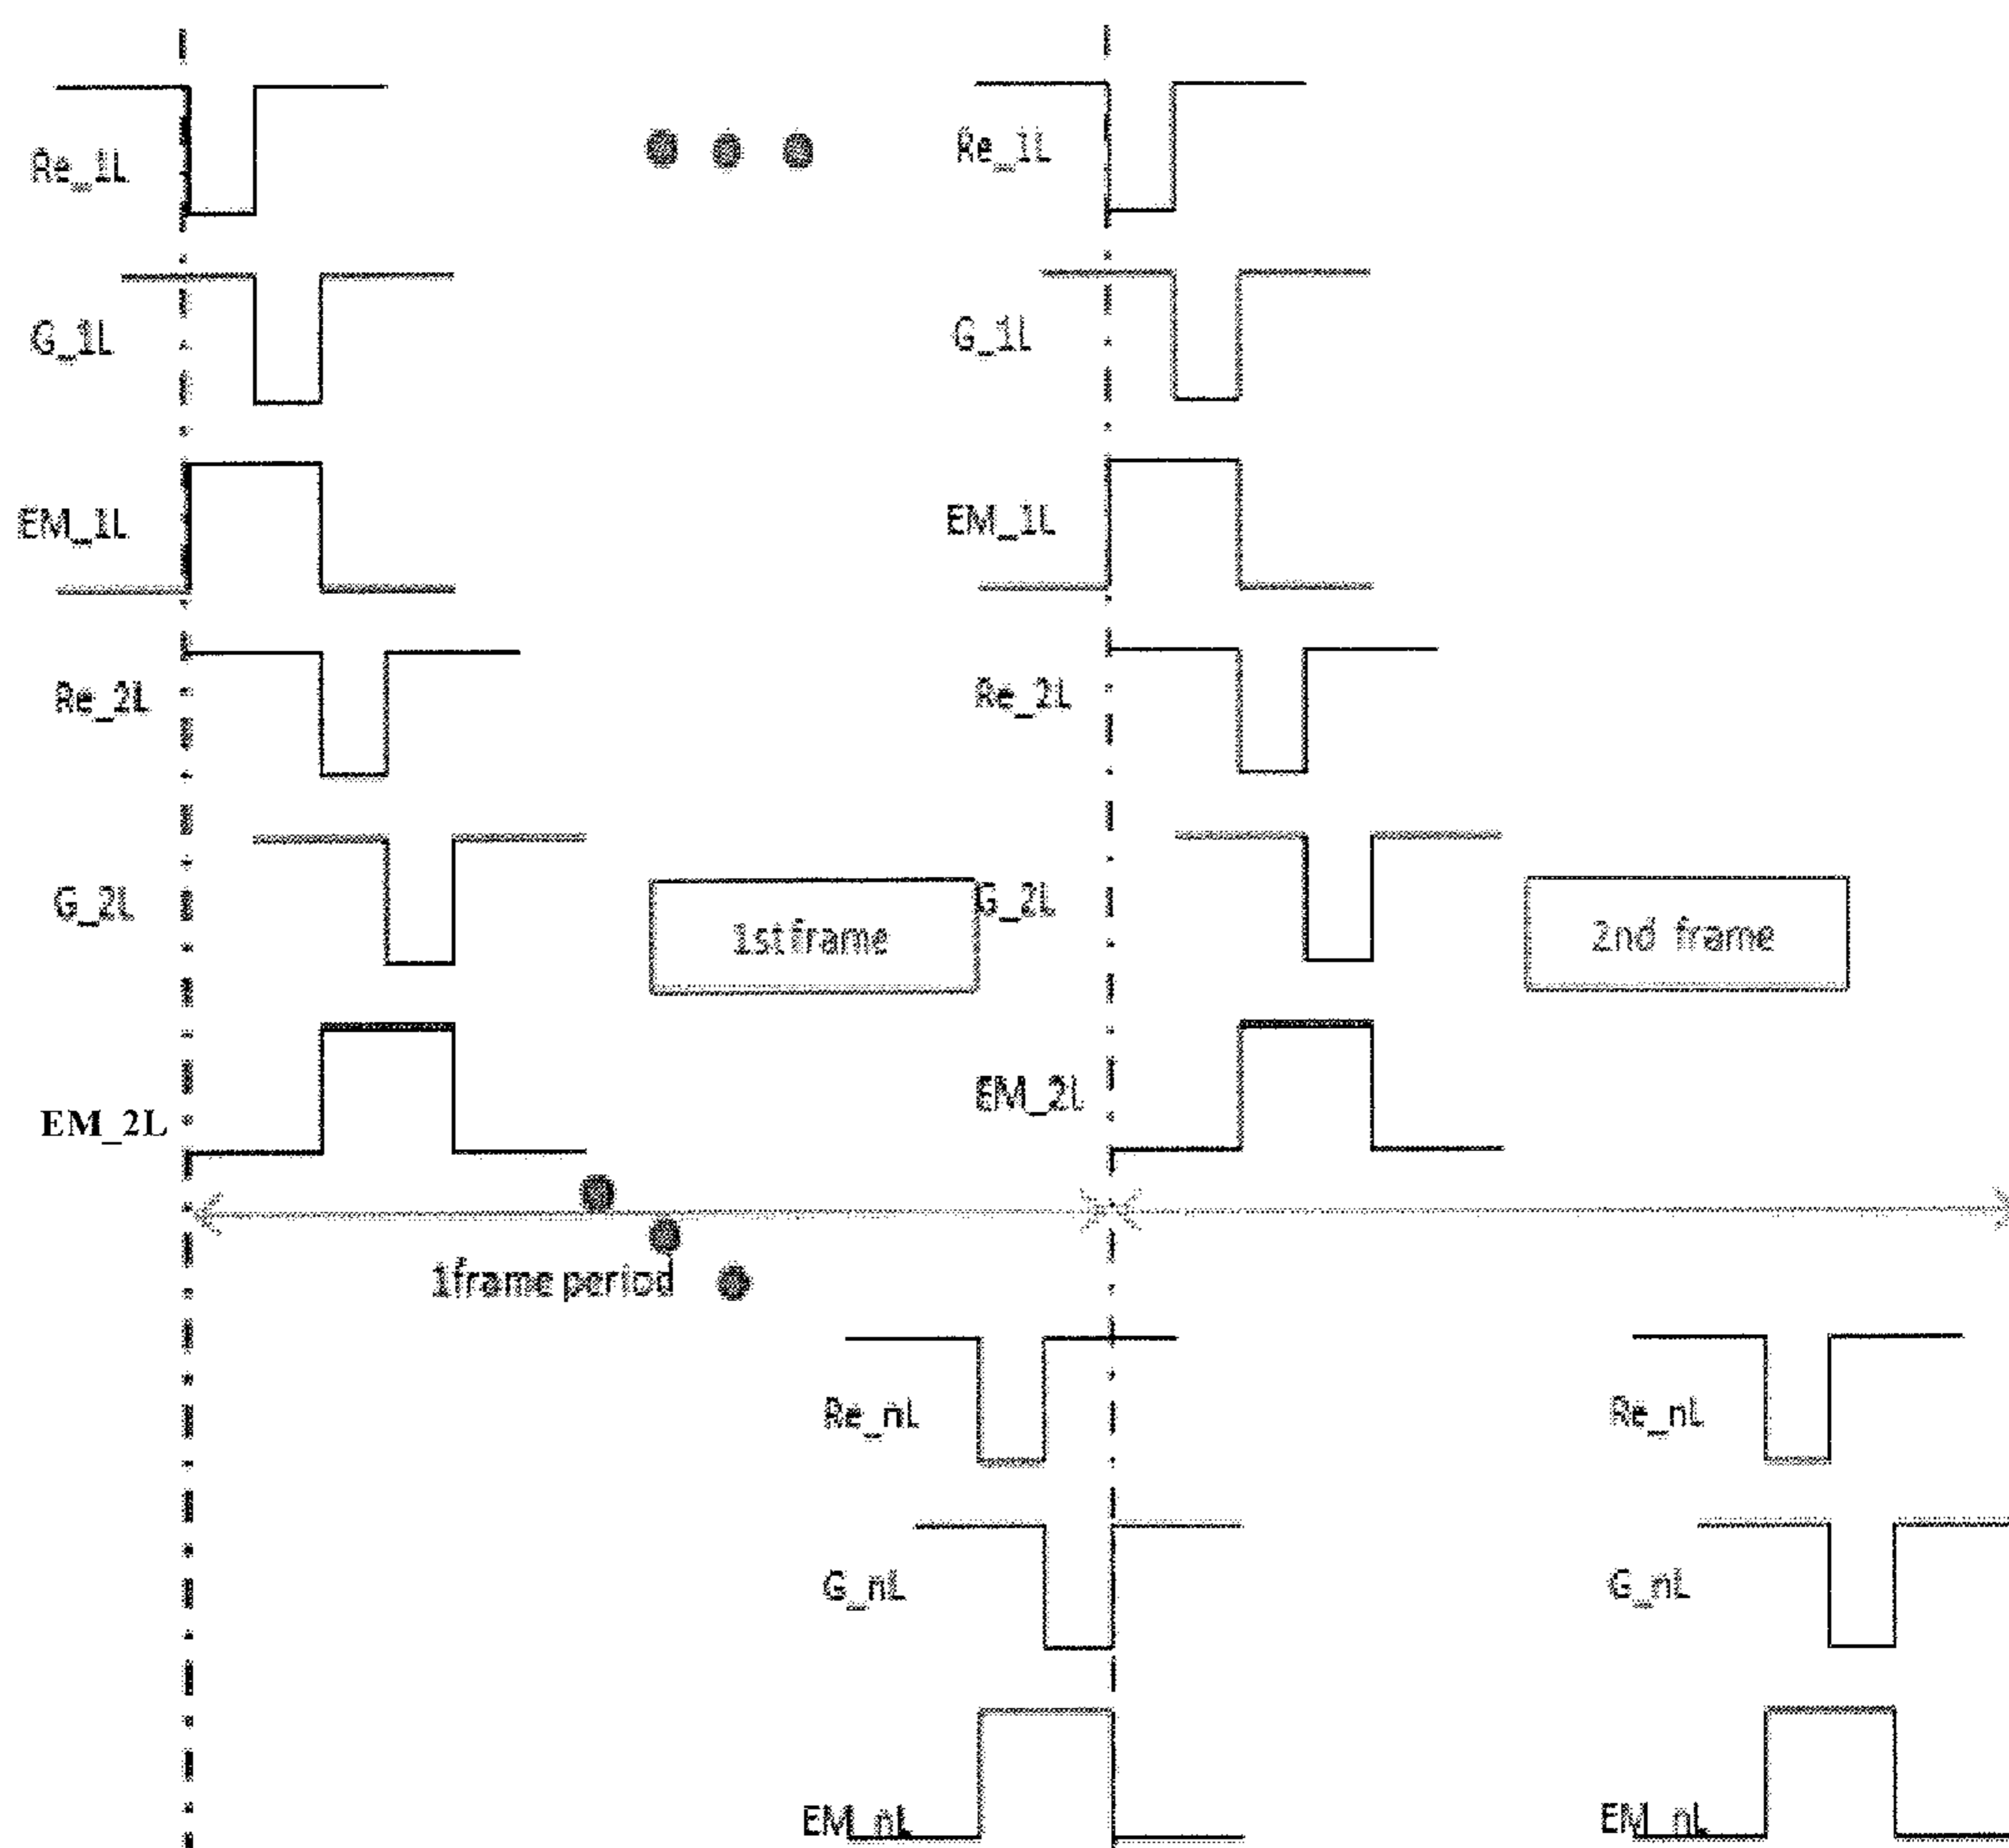 Re_1L
Re_1L
G_1L
G_1L
EM_1L
EM_1L
Re_2L
Re_2L
G_2L
1st frame
G_2L
2nd frame
EM_2L
EM_2L
1frame period
Re_nL
Re_nL
G_nL
G_nL
EM_nL
EM_nL